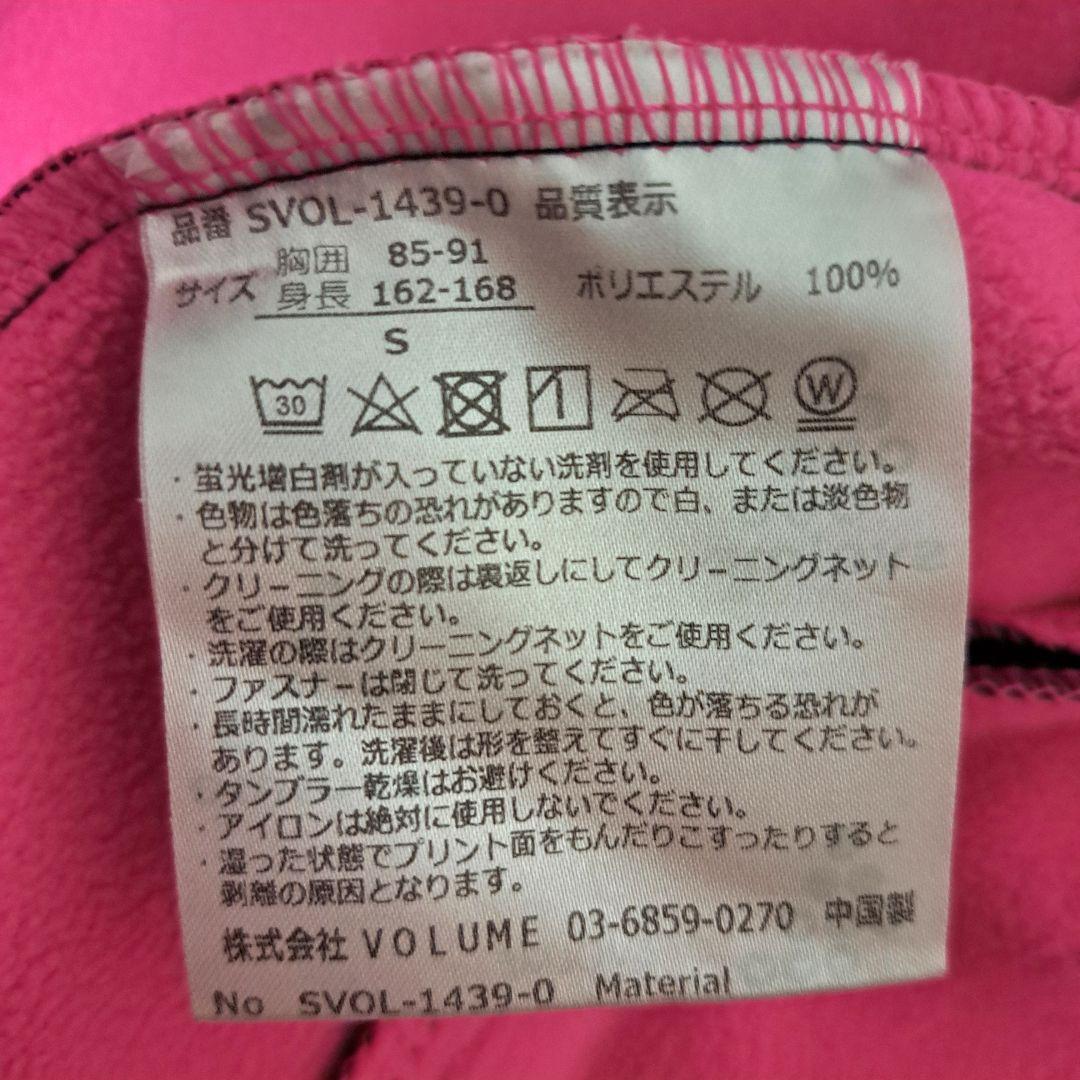 品番 SVOL-1439-0 品質表示
胸囲 85-91
サイズ 身長 162-168 ポリエステル 100%
S
30 W
・蛍光増白剤が入っていない洗剤を使用してください。
・色物は色落ちの恐れがありますので白、または淡色物
と分けて洗ってください。
・クリーニングの際は裏返しにしてクリーニングネット
をご使用ください。
・洗濯の際はクリーニングネットをご使用ください。
・ファスナーは閉じて洗ってください。
・長時間濡れたままにしておくと、色が落ちる恐れが
あります。洗濯後は形を整えてすぐに干してください。
・タンブラー乾燥はお避けください。
・アイロンは絶対に使用しないでください。
・湿った状態でプリント面をもんだりこすったりすると
剥離の原因となります。
株式会社 VOLUME 03-6859-0270 中国製
No SVOL-1439-0 Material